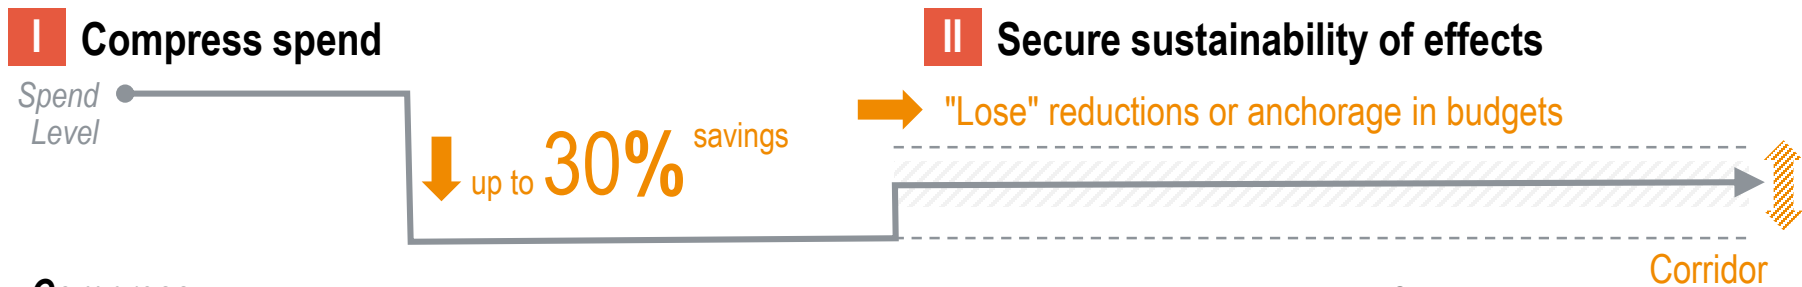 I Compress spend
II Secure sustainability of effects
Spend
Level
"Lose" reductions or anchorage in budgets
up to 30% savings
Corridor